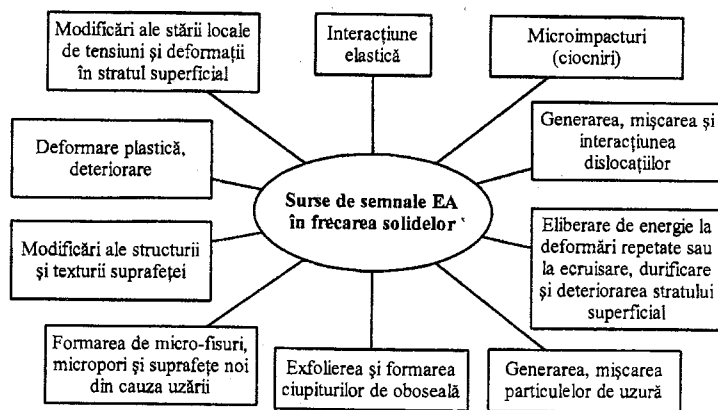 Modificări ale stării locale
de tensiuni și deformații
în stratul superficial
Interacțiune
elastică
Microimpacturi
(ciocniri)
Deformare plastică,
deteriorare
Generarea, mișcarea și
interacțiunea
dislocațiilor
Surse de semnale EA
în frecarea solidelor
Modificări ale structurii
și texturii suprafeței
Eliberare de energie la
deformări repetate sau
la ecruisare, durificare
și deteriorarea stratului
superficial
Formarea de micro-fisuri,
micropori și suprafețe noi
din cauza uzării
Exfolierea și formarea
ciupiturilor de oboseală
Generarea, mișcarea
particulelor de uzură